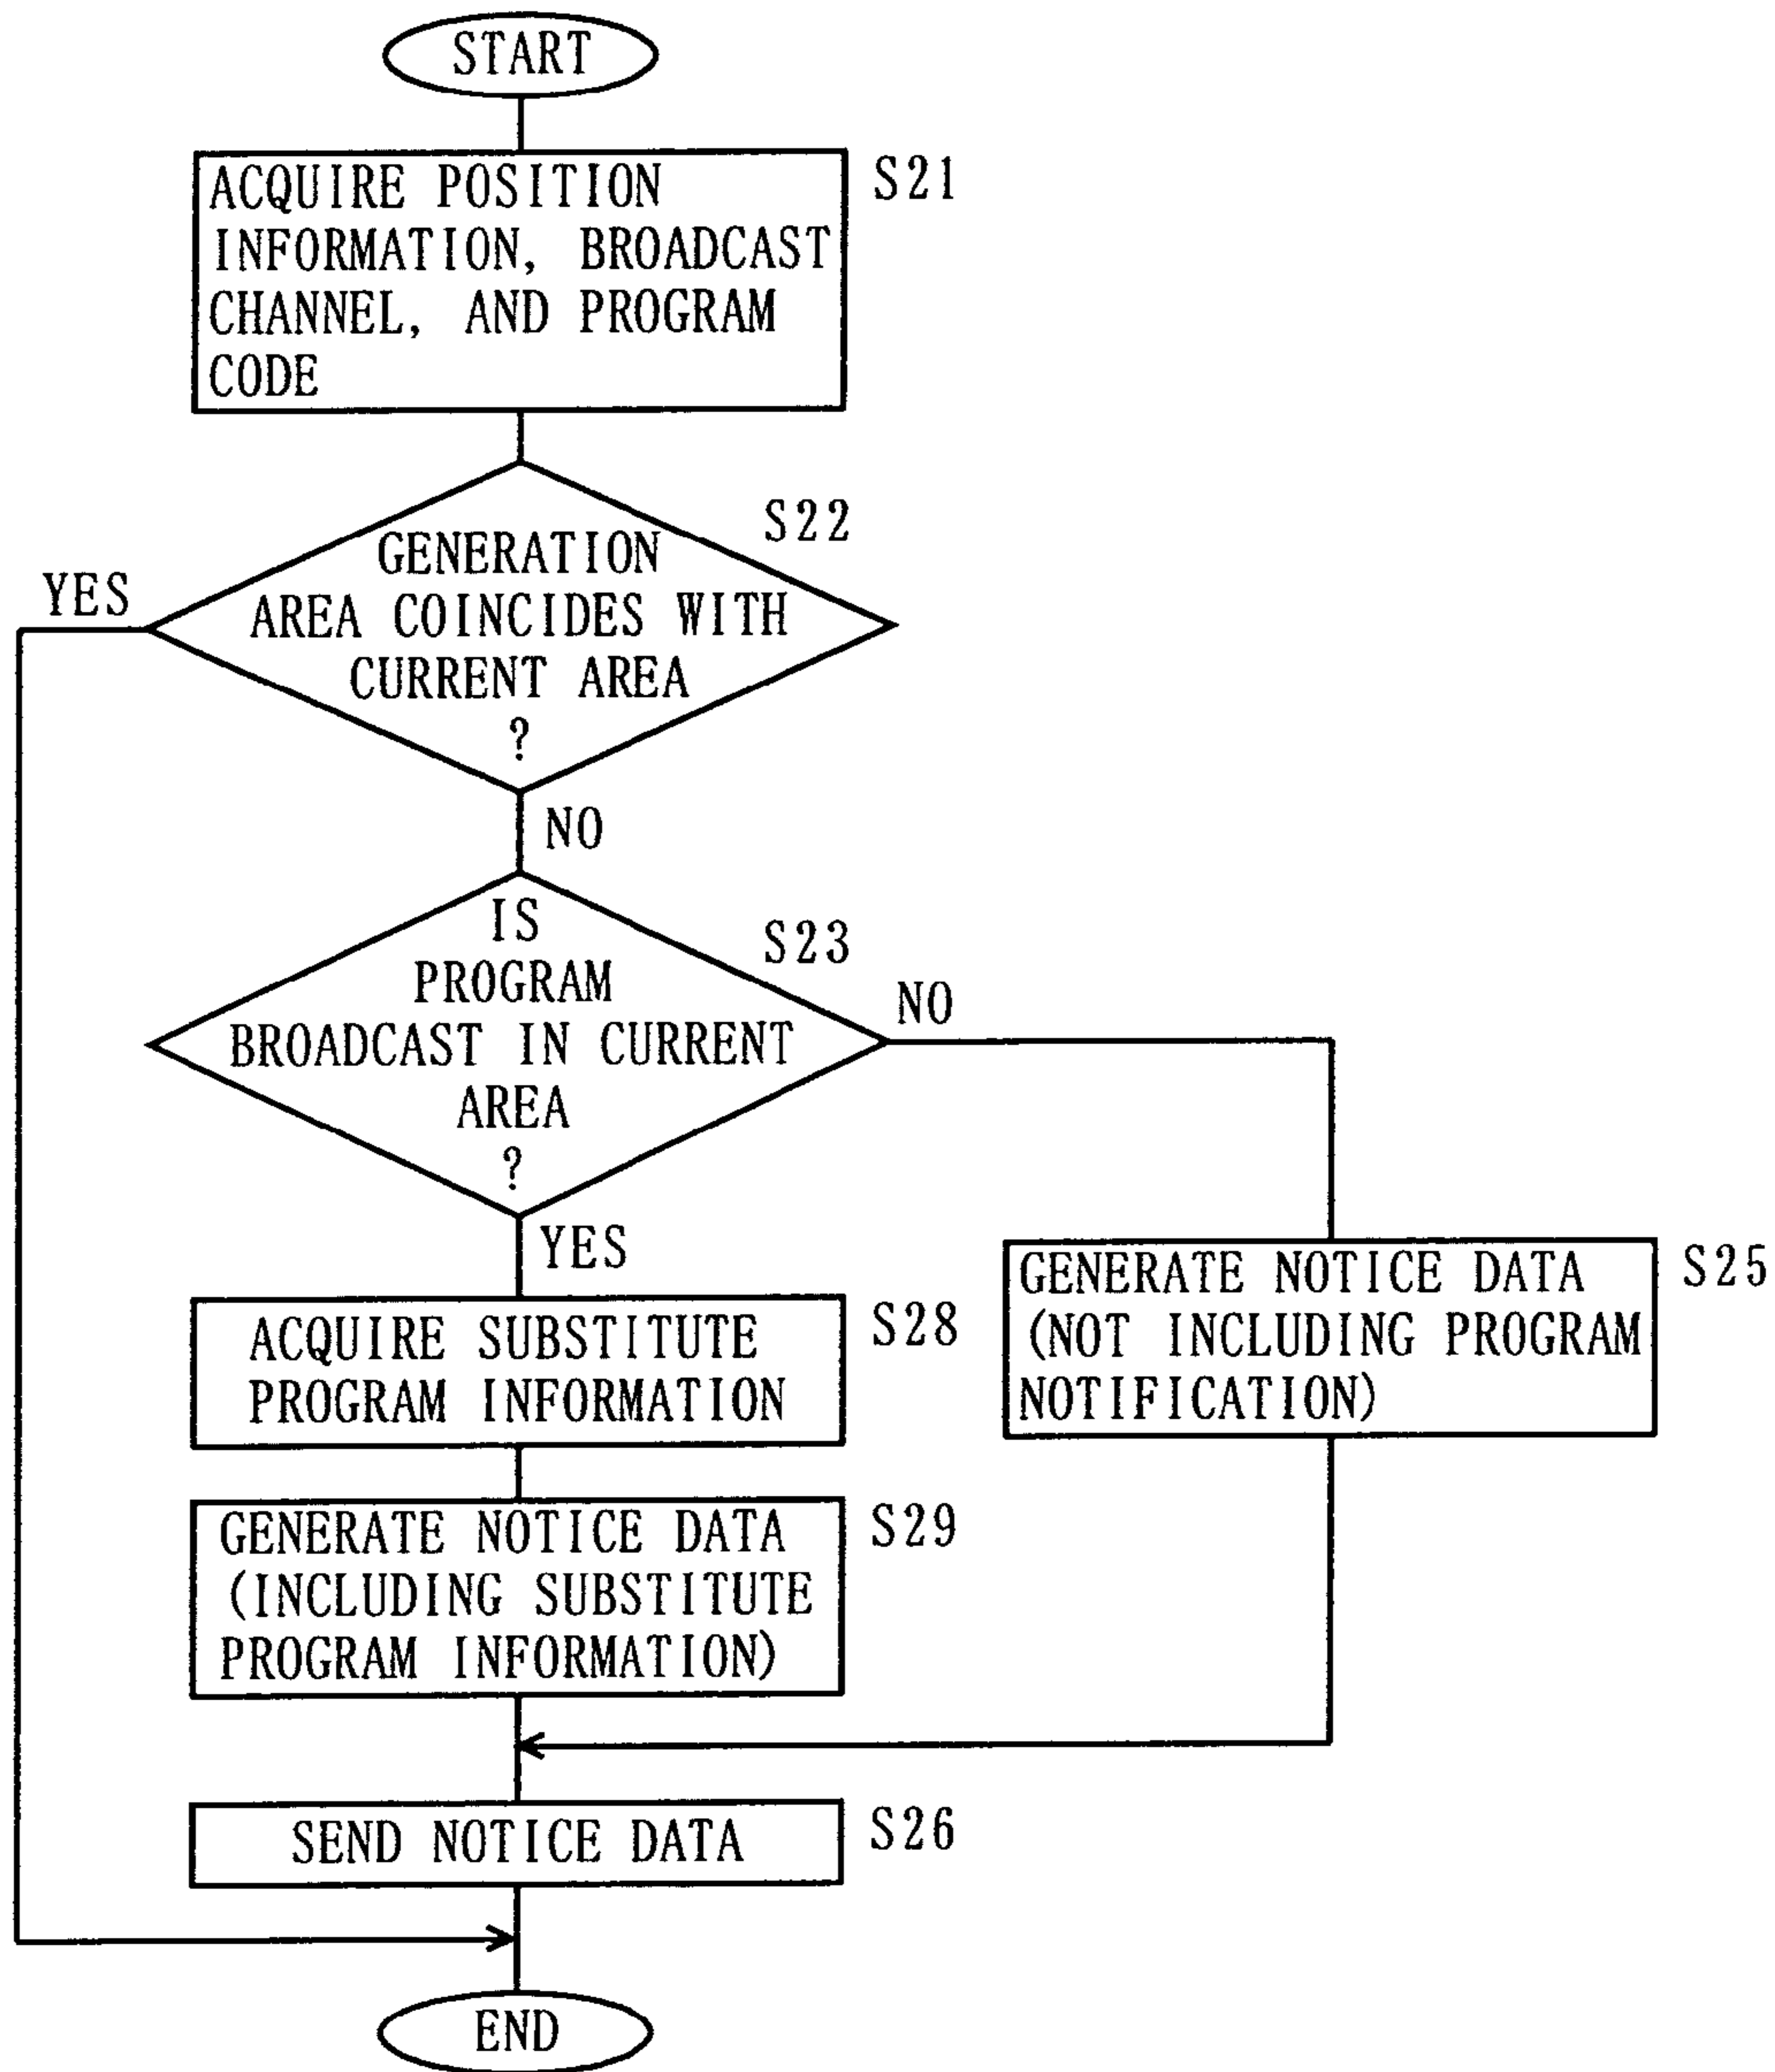 START
ACQUIRE POSITION
INFORMATION, BROADCAST
CHANNEL, AND PROGRAM
CODE
S21
S22
GENERATION
AREA COINCIDES WITH
CURRENT AREA
?
YES
NO
IS
PROGRAM
BROADCAST IN CURRENT
AREA
?
S23
NO
YES
GENERATE NOTICE DATA
(NOT INCLUDING PROGRAM
NOTIFICATION)
S25
ACQUIRE SUBSTITUTE
PROGRAM INFORMATION
S28
GENERATE NOTICE DATA
(INCLUDING SUBSTITUTE
PROGRAM INFORMATION)
S29
SEND NOTICE DATA
S26
END